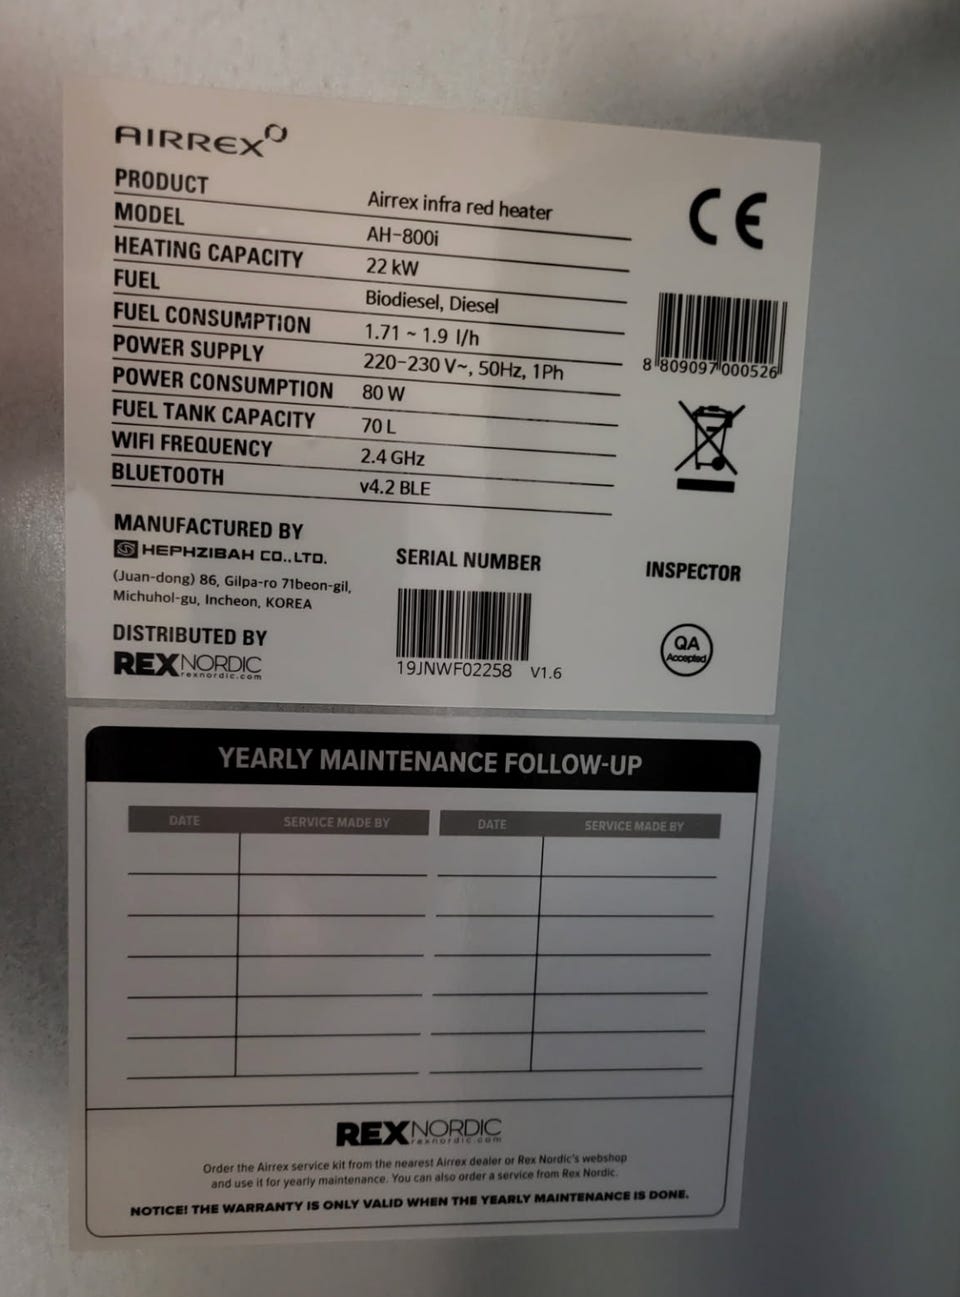 AIRREX
PRODUCT Airrex infra red heater
MODEL AH-800i
HEATING CAPACITY 22 kW
FUEL Biodiesel, Diesel
FUEL CONSUMPTION 1.71 ~ 1.9 l/h
POWER SUPPLY 220-230 V~, 50Hz, 1Ph
POWER CONSUMPTION 80 W
FUEL TANK CAPACITY 70 L
WIFI FREQUENCY 2.4 GHz
BLUETOOTH v4.2 BLE
CE
8 809097 000526
MANUFACTURED BY
HEPHZIBAH CO.,LTD.
(Juan-dong) 86, Gilpa-ro 71beon-gil,
Michuhol-gu, Incheon, KOREA
DISTRIBUTED BY
REXNORDIC
rexnordic.com
SERIAL NUMBER
19JNWF02258 V1.6
INSPECTOR
QA
Accepted
YEARLY MAINTENANCE FOLLOW-UP
DATE SERVICE MADE BY DATE SERVICE MADE BY
REXNORDIC
rexnordic.com
Order the Airrex service kit from the nearest Airrex dealer or Rex Nordic's webshop
and use it for yearly maintenance. You can also order a service from Rex Nordic.
NOTICE! THE WARRANTY IS ONLY VALID WHEN THE YEARLY MAINTENANCE IS DONE.